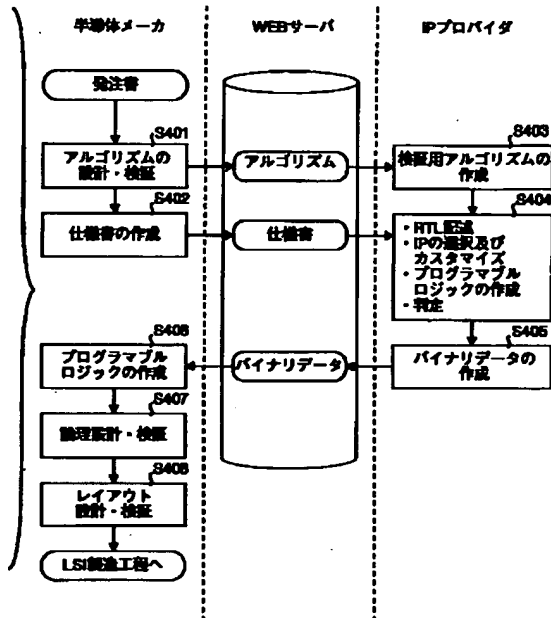 半導体メーカ
WEBサーバ
IPプロバイダ
発注書
S401
アルゴリズムの
設計・検証
アルゴリズム
S403
検証用アルゴリズムの
作成
S402
仕様書の作成
仕様書
S404
・RTL記述
・IPの選択及び
カスタマイズ
・プログラマブル
ロジックの作成
・判定
S405
バイナリデータの
作成
バイナリデータ
S406
プログラマブル
ロジックの作成
S407
論理設計・検証
S408
レイアウト
設計・検証
LSI製造工程へ